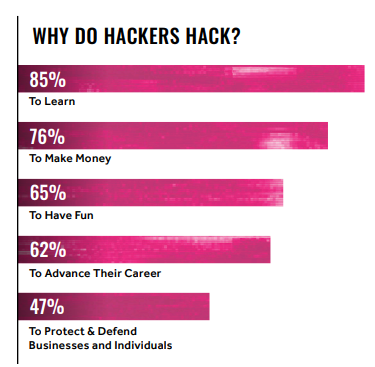 WHY DO HACKERS HACK?
85%
To Learn
76%
To Make Money
65%
To Have Fun
62%
To Advance Their Career
47%
To Protect & Defend
Businesses and Individuals